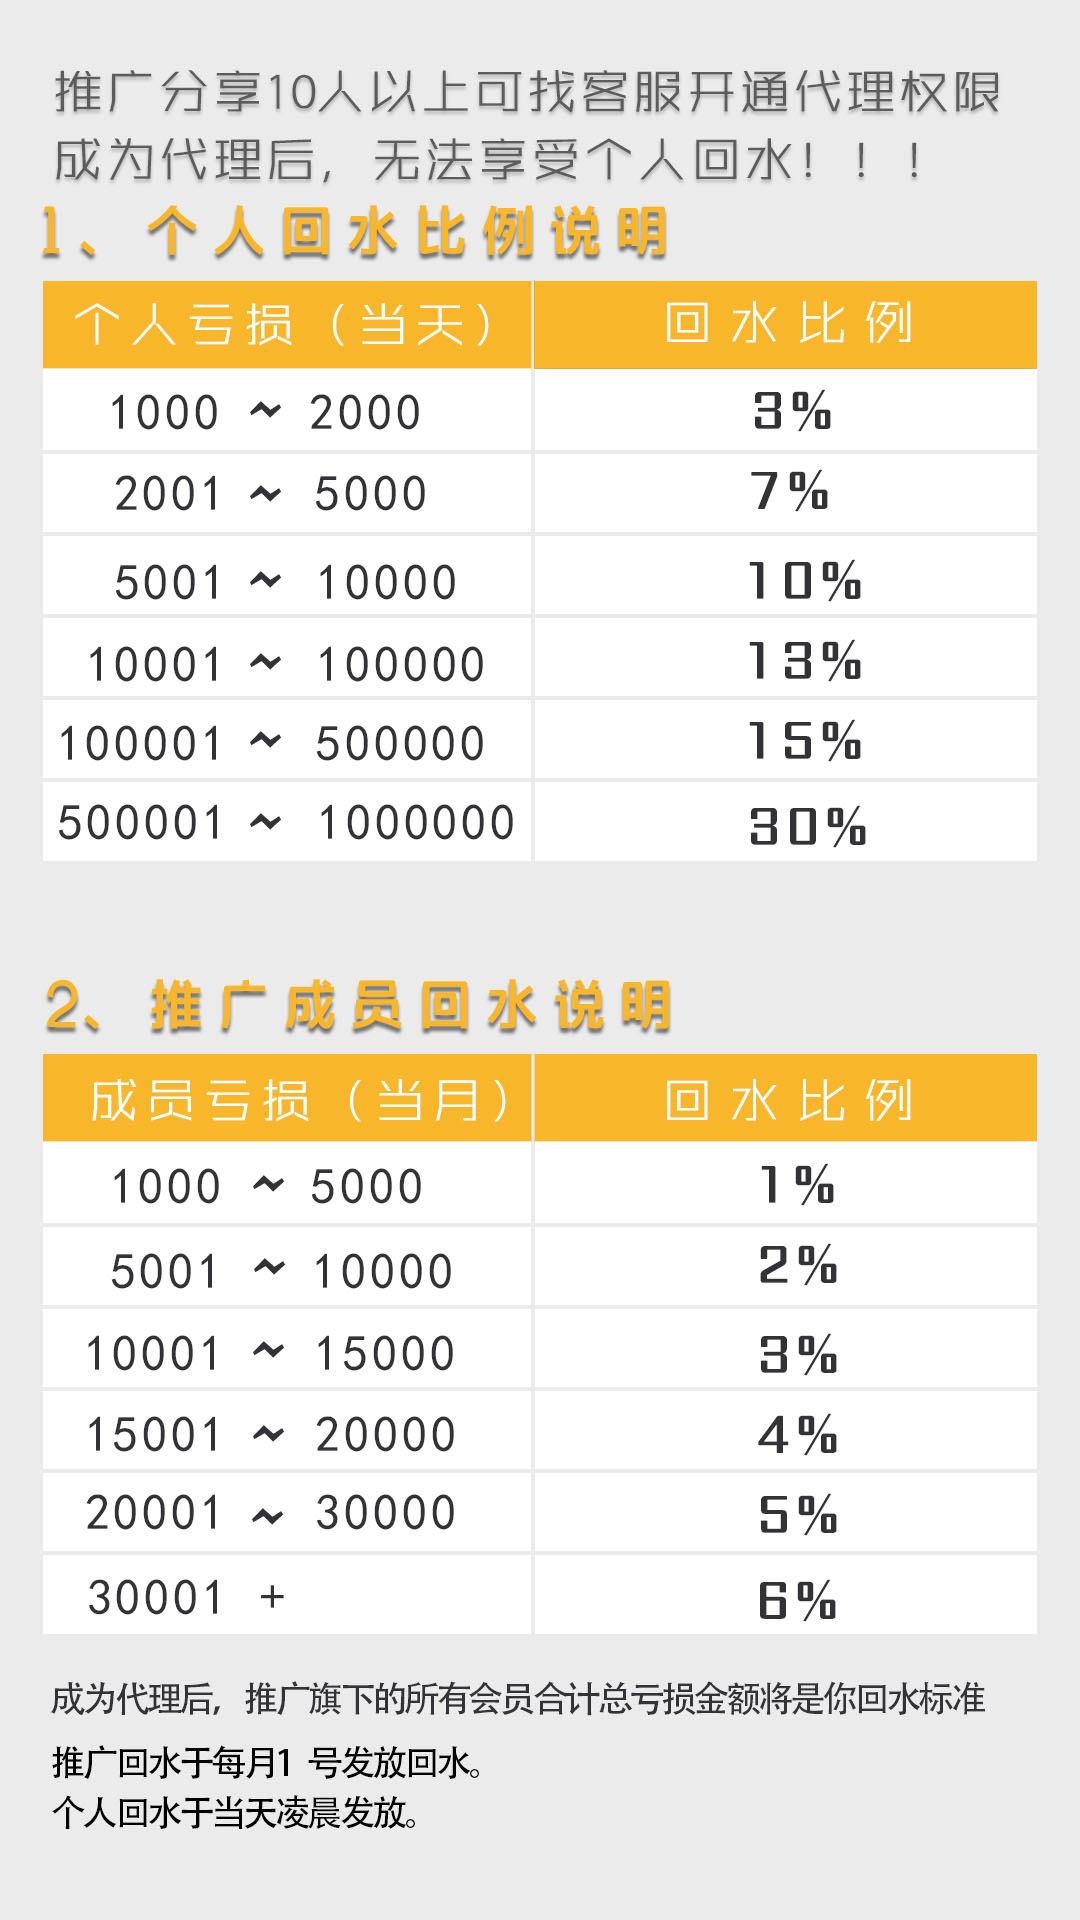 推广分享10人以上可找客服开通代理权限
成为代理后，无法享受个人回水！！！
1、个人回水比例说明
个人亏损（当天） 回水比例
1000 ~ 2000 3%
2001 ~ 5000 7%
5001 ~ 10000 10%
10001 ~ 100000 13%
100001 ~ 500000 15%
500001 ~ 1000000 30%
2、推广成员回水说明
成员亏损（当月） 回水比例
1000 ~ 5000 1%
5001 ~ 10000 2%
10001 ~ 15000 3%
15001 ~ 20000 4%
20001 ~ 30000 5%
30001 + 6%
成为代理后，推广旗下的所有会员合计总亏损金额将是你回水标准
推广回水于每月1 号发放回水。
个人回水于当天凌晨发放。